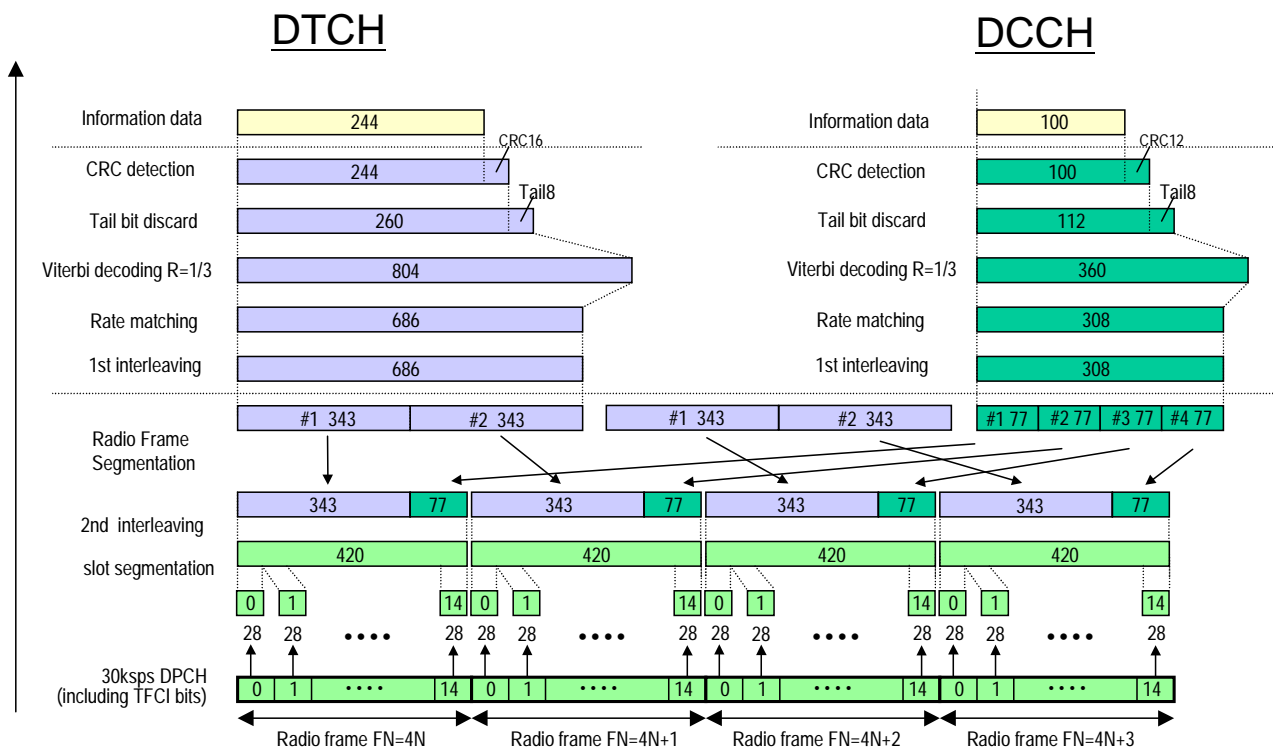 DTCH DCCH
Information data 244 Information data 100
CRC16 CRC12
CRC detection 244 CRC detection 100
Tail8 Tail8
Tail bit discard 260 Tail bit discard 112
Viterbi decoding R=1/3 804 Viterbi decoding R=1/3 360
Rate matching 686 Rate matching 308
1st interleaving 686 1st interleaving 308
#1 343 #2 343 #1 343 #2 343 #1 77 #2 77 #3 77 #4 77
Radio Frame
Segmentation
343 77 343 77 343 77 343 77
2nd interleaving
420 420 420 420
slot segmentation
0 1 14 0 1 14 0 1 14 0 1 14
28 28 •••• 28 28 28 •••• 28 28 28 •••• 28 28 28 •••• 28
30ksps DPCH
(including TFCI bits)
0 1 •••• 14 0 1 •••• 14 0 1 •••• 14 0 1 •••• 14
Radio frame FN=4N Radio frame FN=4N+1 Radio frame FN=4N+2 Radio frame FN=4N+3